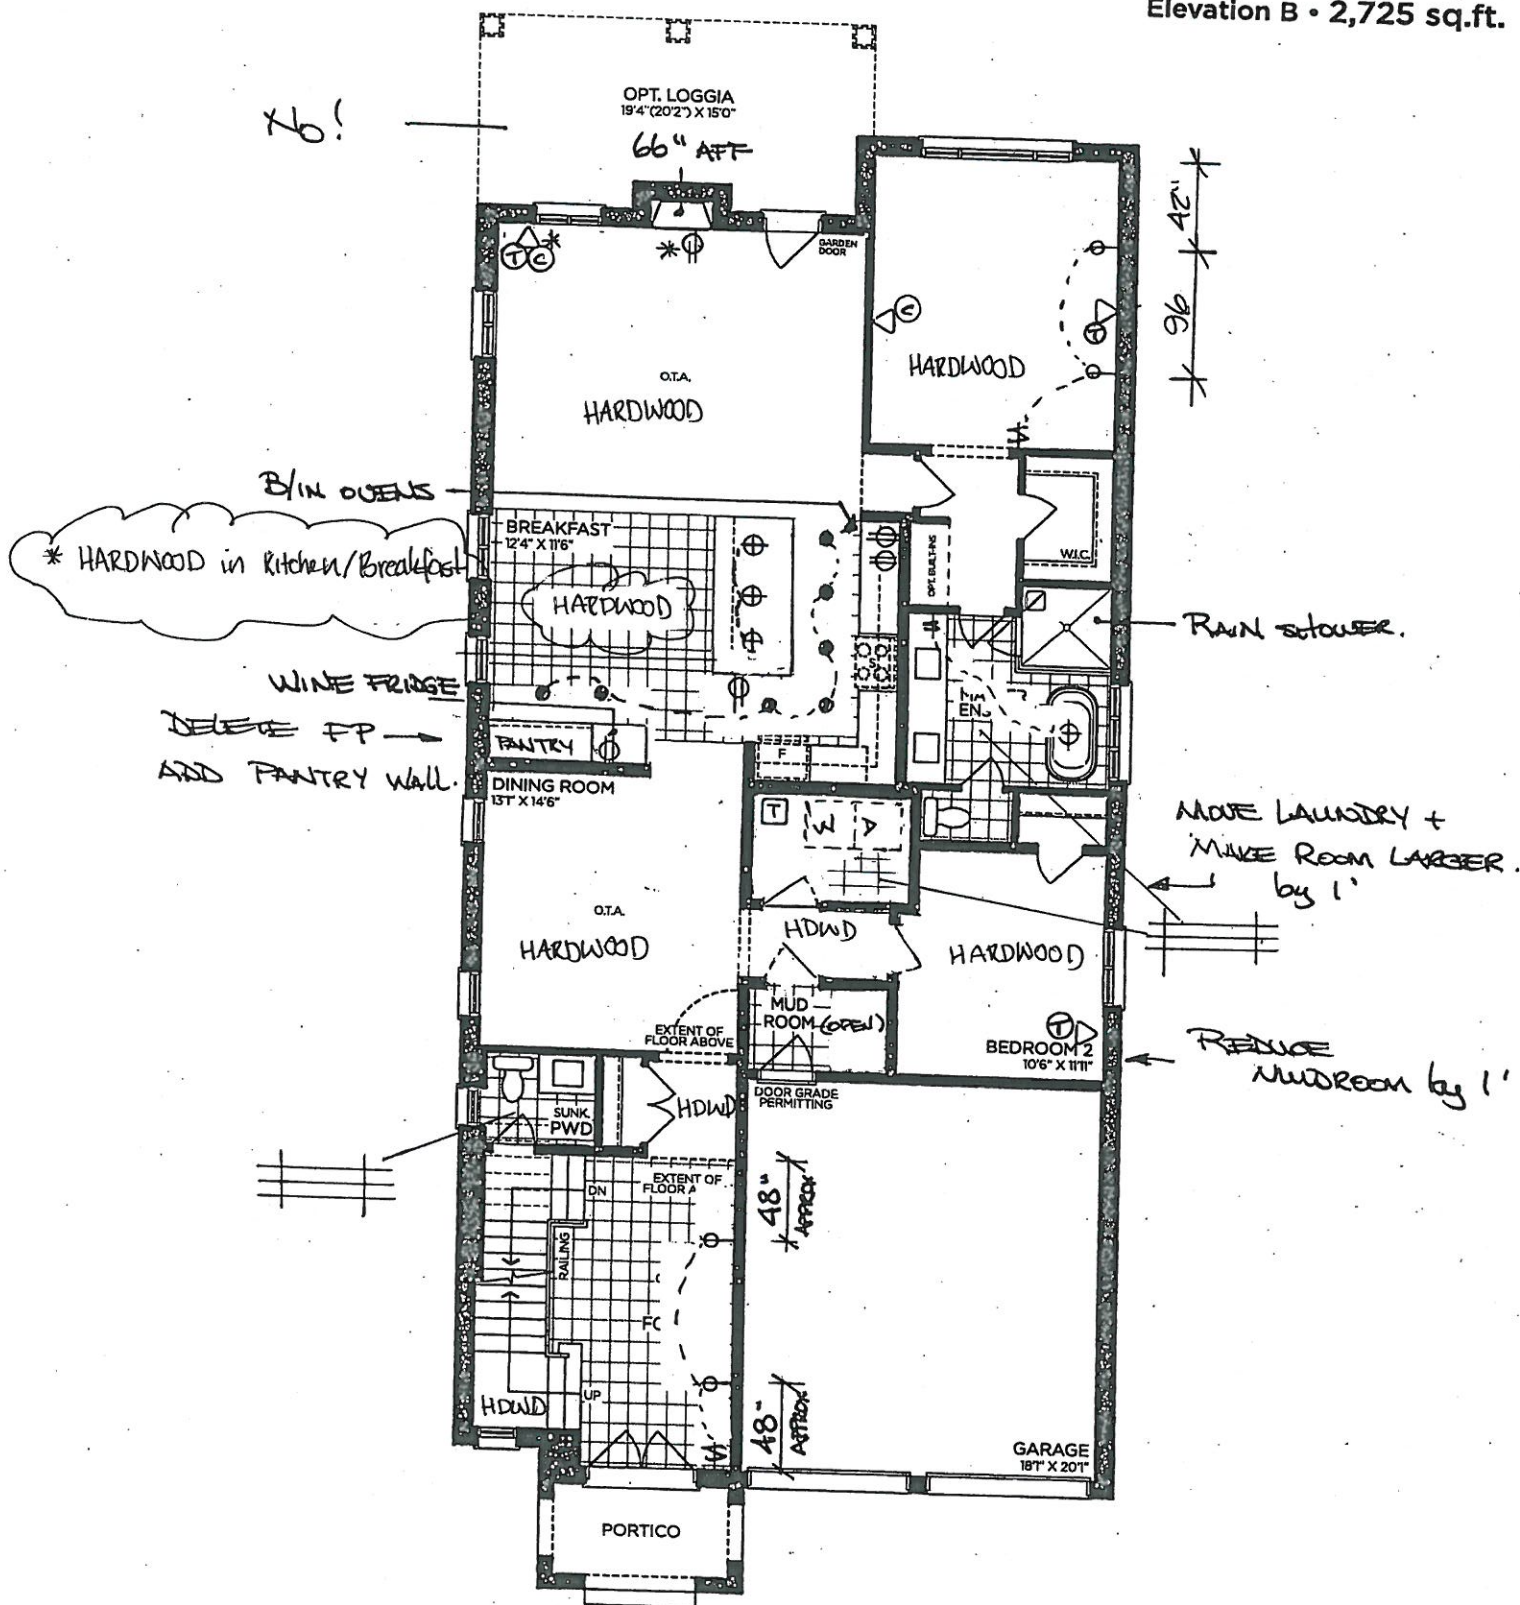 Elevation B • 2,725 sq.ft.
No!
OPT. LOGGIA
19'4"(20'2") X 15'0"
66" AFF
42"
GARDEN
DOOR
T C *
*
C
96
T
HARDWOOD
O.T.A.
HARDWOOD
B/IN OVENS
BREAKFAST
12'4" X 11'6"
OPT. BUILT-INS
W.I.C.
* HARDWOOD in Kitchen/Breakfast
HARDWOOD
RAIN SHOWER.
S
WINE FRIDGE
DELETE FP
ADD PANTRY WALL.
PANTRY
F
DINING ROOM
13'1" X 14'6"
T
W
MOVE LAUNDRY +
MAKE ROOM LARGER.
by 1'
O.T.A.
HARDWOOD
HDWD
HARDWOOD
MUD
ROOM (OPEN)
EXTENT OF
FLOOR ABOVE
T
BEDROOM 2
10'6" X 11'11"
REDUCE
MUDROOM by 1'
DOOR GRADE
PERMITTING
SUNK.
PWD
HDWD
EXTENT OF
FLOOR A
DN
48"
APPROX
RAILING
FO
UP
HDWD
48"
APPROX
GARAGE
18'1" X 20'1"
PORTICO